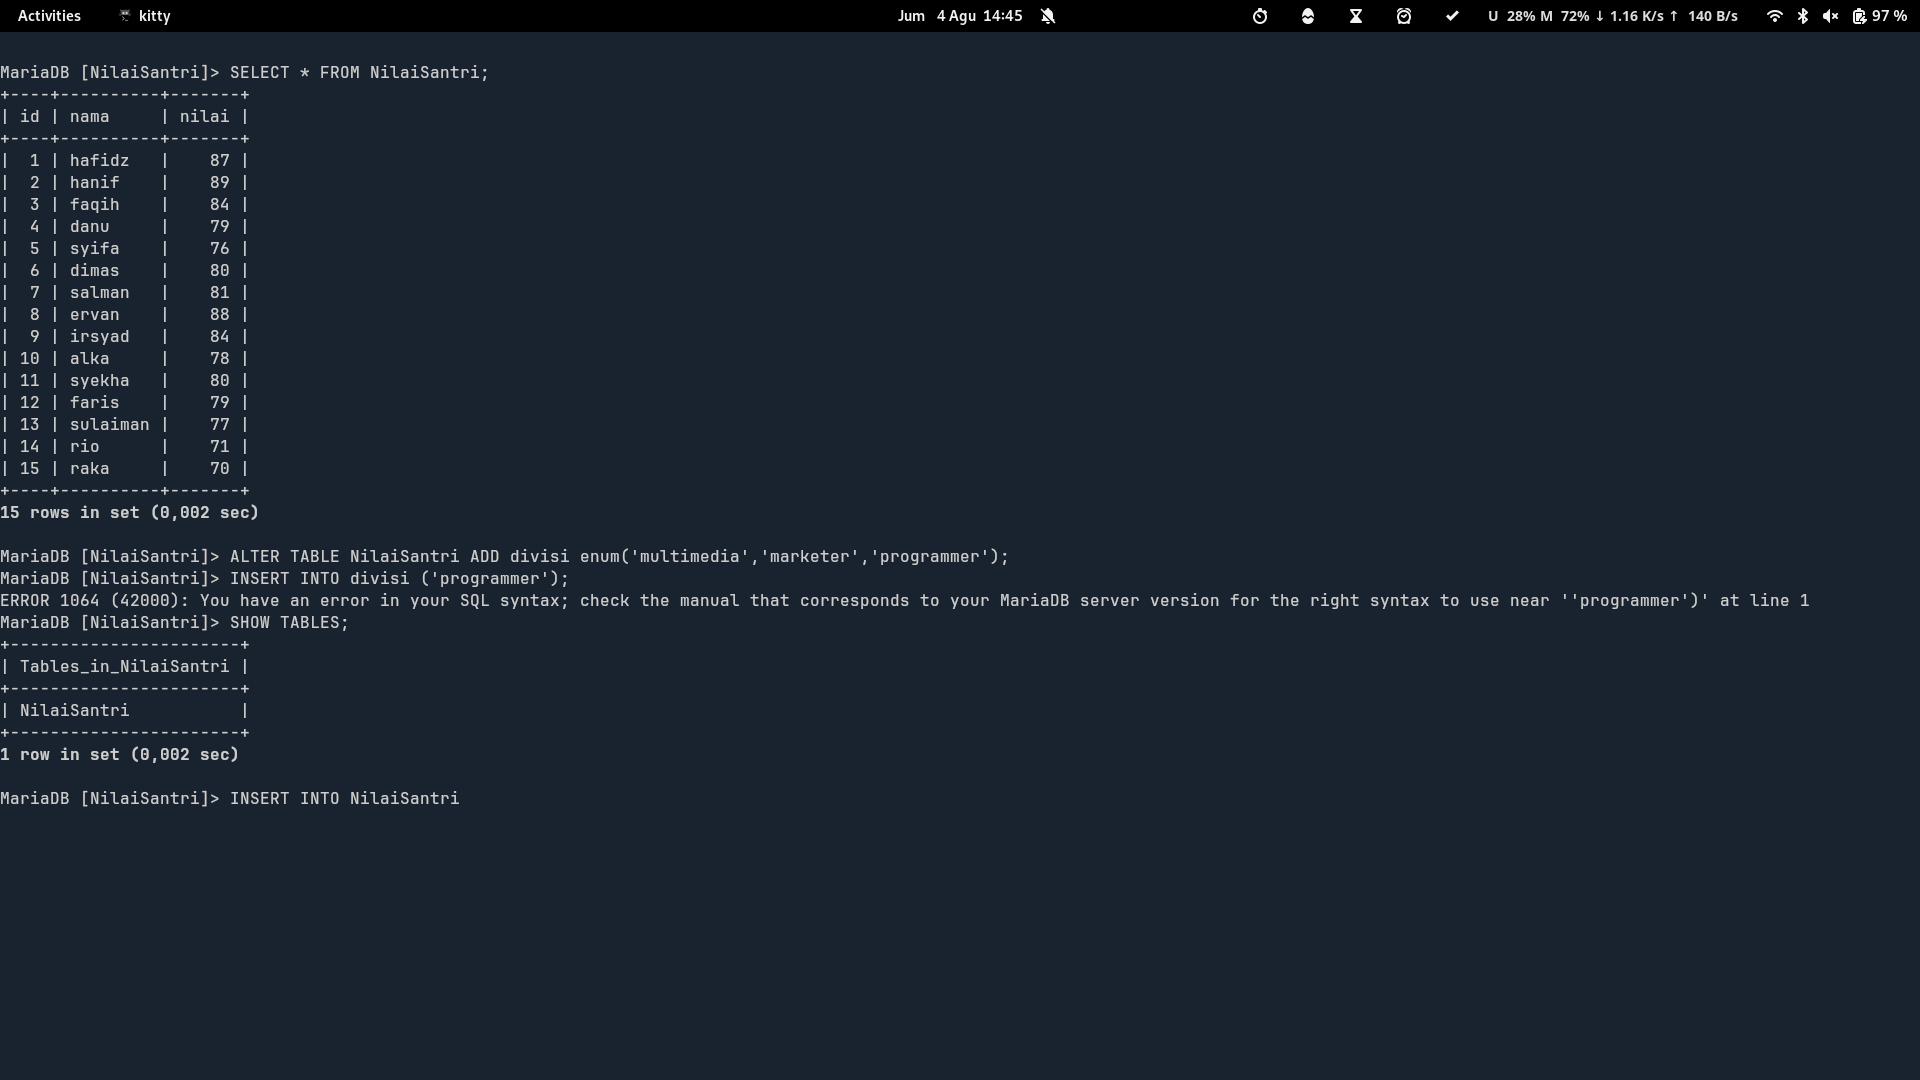 Activities kitty Jum 4 Agu 14:45 U 28% M 72% ↓ 1.16 K/s ↑ 140 B/s 97 %
MariaDB [NilaiSantri]> SELECT * FROM NilaiSantri;
+----+----------+-------+
| id | nama     | nilai |
+----+----------+-------+
|  1 | hafidz   |    87 |
|  2 | hanif    |    89 |
|  3 | faqih    |    84 |
|  4 | danu     |    79 |
|  5 | syifa    |    76 |
|  6 | dimas    |    80 |
|  7 | salman   |    81 |
|  8 | ervan    |    88 |
|  9 | irsyad   |    84 |
| 10 | alka     |    78 |
| 11 | syekha   |    80 |
| 12 | faris    |    79 |
| 13 | sulaiman |    77 |
| 14 | rio      |    71 |
| 15 | raka     |    70 |
+----+----------+-------+
15 rows in set (0,002 sec)
MariaDB [NilaiSantri]> ALTER TABLE NilaiSantri ADD divisi enum('multimedia','marketer','programmer');
MariaDB [NilaiSantri]> INSERT INTO divisi ('programmer');
ERROR 1064 (42000): You have an error in your SQL syntax; check the manual that corresponds to your MariaDB server version for the right syntax to use near ''programmer')' at line 1
MariaDB [NilaiSantri]> SHOW TABLES;
+-----------------------+
| Tables_in_NilaiSantri |
+-----------------------+
| NilaiSantri           |
+-----------------------+
1 row in set (0,002 sec)
MariaDB [NilaiSantri]> INSERT INTO NilaiSantri